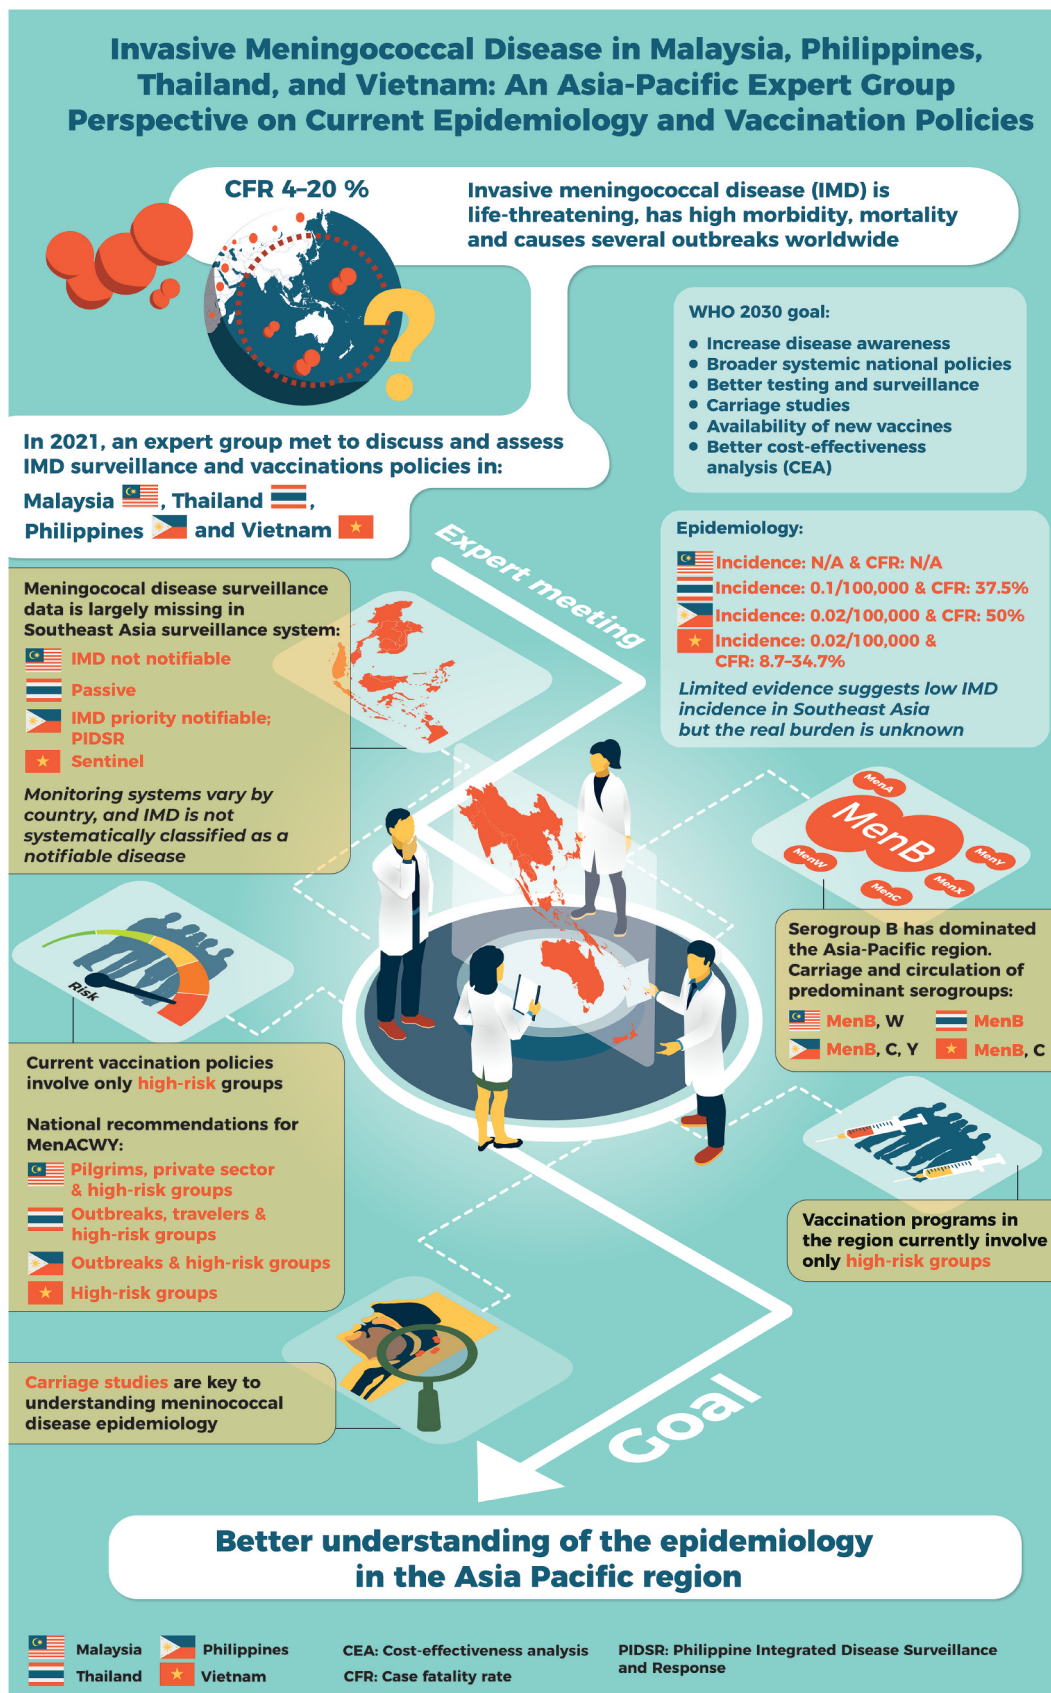 Invasive Meningococcal Disease in Malaysia, Philippines,
Thailand, and Vietnam: An Asia-Pacific Expert Group
Perspective on Current Epidemiology and Vaccination Policies
CFR 4–20 %
Invasive meningococcal disease (IMD) is
life-threatening, has high morbidity, mortality
and causes several outbreaks worldwide
?
WHO 2030 goal:
Increase disease awareness
Broader systemic national policies
Better testing and surveillance
Carriage studies
Availability of new vaccines
Better cost-effectiveness
analysis (CEA)
In 2021, an expert group met to discuss and assess
IMD surveillance and vaccinations policies in:
Malaysia , Thailand ,
Philippines and Vietnam
Expert meeting
Epidemiology:
Incidence: N/A & CFR: N/A
Incidence: 0.1/100,000 & CFR: 37.5%
Incidence: 0.02/100,000 & CFR: 50%
Incidence: 0.02/100,000 &
CFR: 8.7–34.7%
Limited evidence suggests low IMD
incidence in Southeast Asia
but the real burden is unknown
Meningococal disease surveillance
data is largely missing in
Southeast Asia surveillance system:
IMD not notifiable
Passive
IMD priority notifiable;
PIDSR
Sentinel
Monitoring systems vary by
country, and IMD is not
systematically classified as a
notifiable disease
MenA
MenB
MenW
MenY
MenX
MenC
Serogroup B has dominated
the Asia-Pacific region.
Carriage and circulation of
predominant serogroups:
MenB, W
MenB
MenB, C, Y
MenB, C
Risk
Current vaccination policies
involve only high-risk groups
National recommendations for
MenACWY:
Pilgrims, private sector
& high-risk groups
Outbreaks, travelers &
high-risk groups
Outbreaks & high-risk groups
High-risk groups
Vaccination programs in
the region currently involve
only high-risk groups
Carriage studies are key to
understanding meninococcal
disease epidemiology
Goal
Better understanding of the epidemiology
in the Asia Pacific region
Malaysia
Philippines
Thailand
Vietnam
CEA: Cost-effectiveness analysis
CFR: Case fatality rate
PIDSR: Philippine Integrated Disease Surveillance
and Response